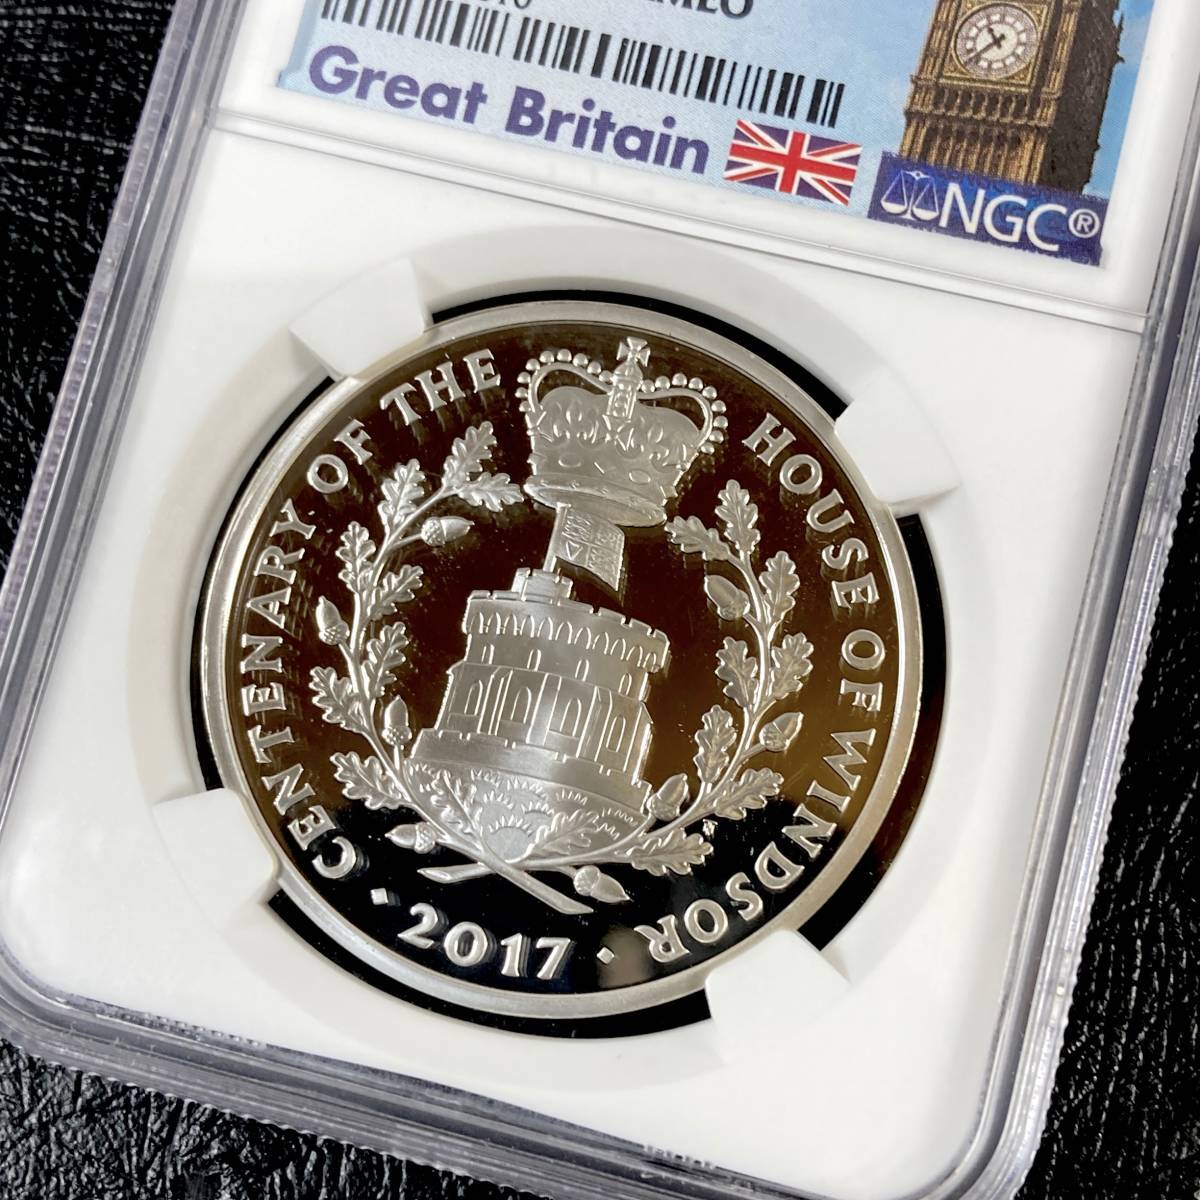 Great Britain
NGC®
CENTENARY OF THE HOUSE OF WINDSOR
· 2017 ·